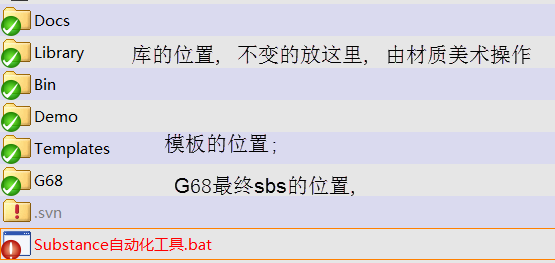 Docs
Library 库的位置, 不变的放这里, 由材质美术操作
Bin
Demo
Templates 模板的位置;
G68 G68最终sbs的位置,
.svn
Substance自动化工具.bat